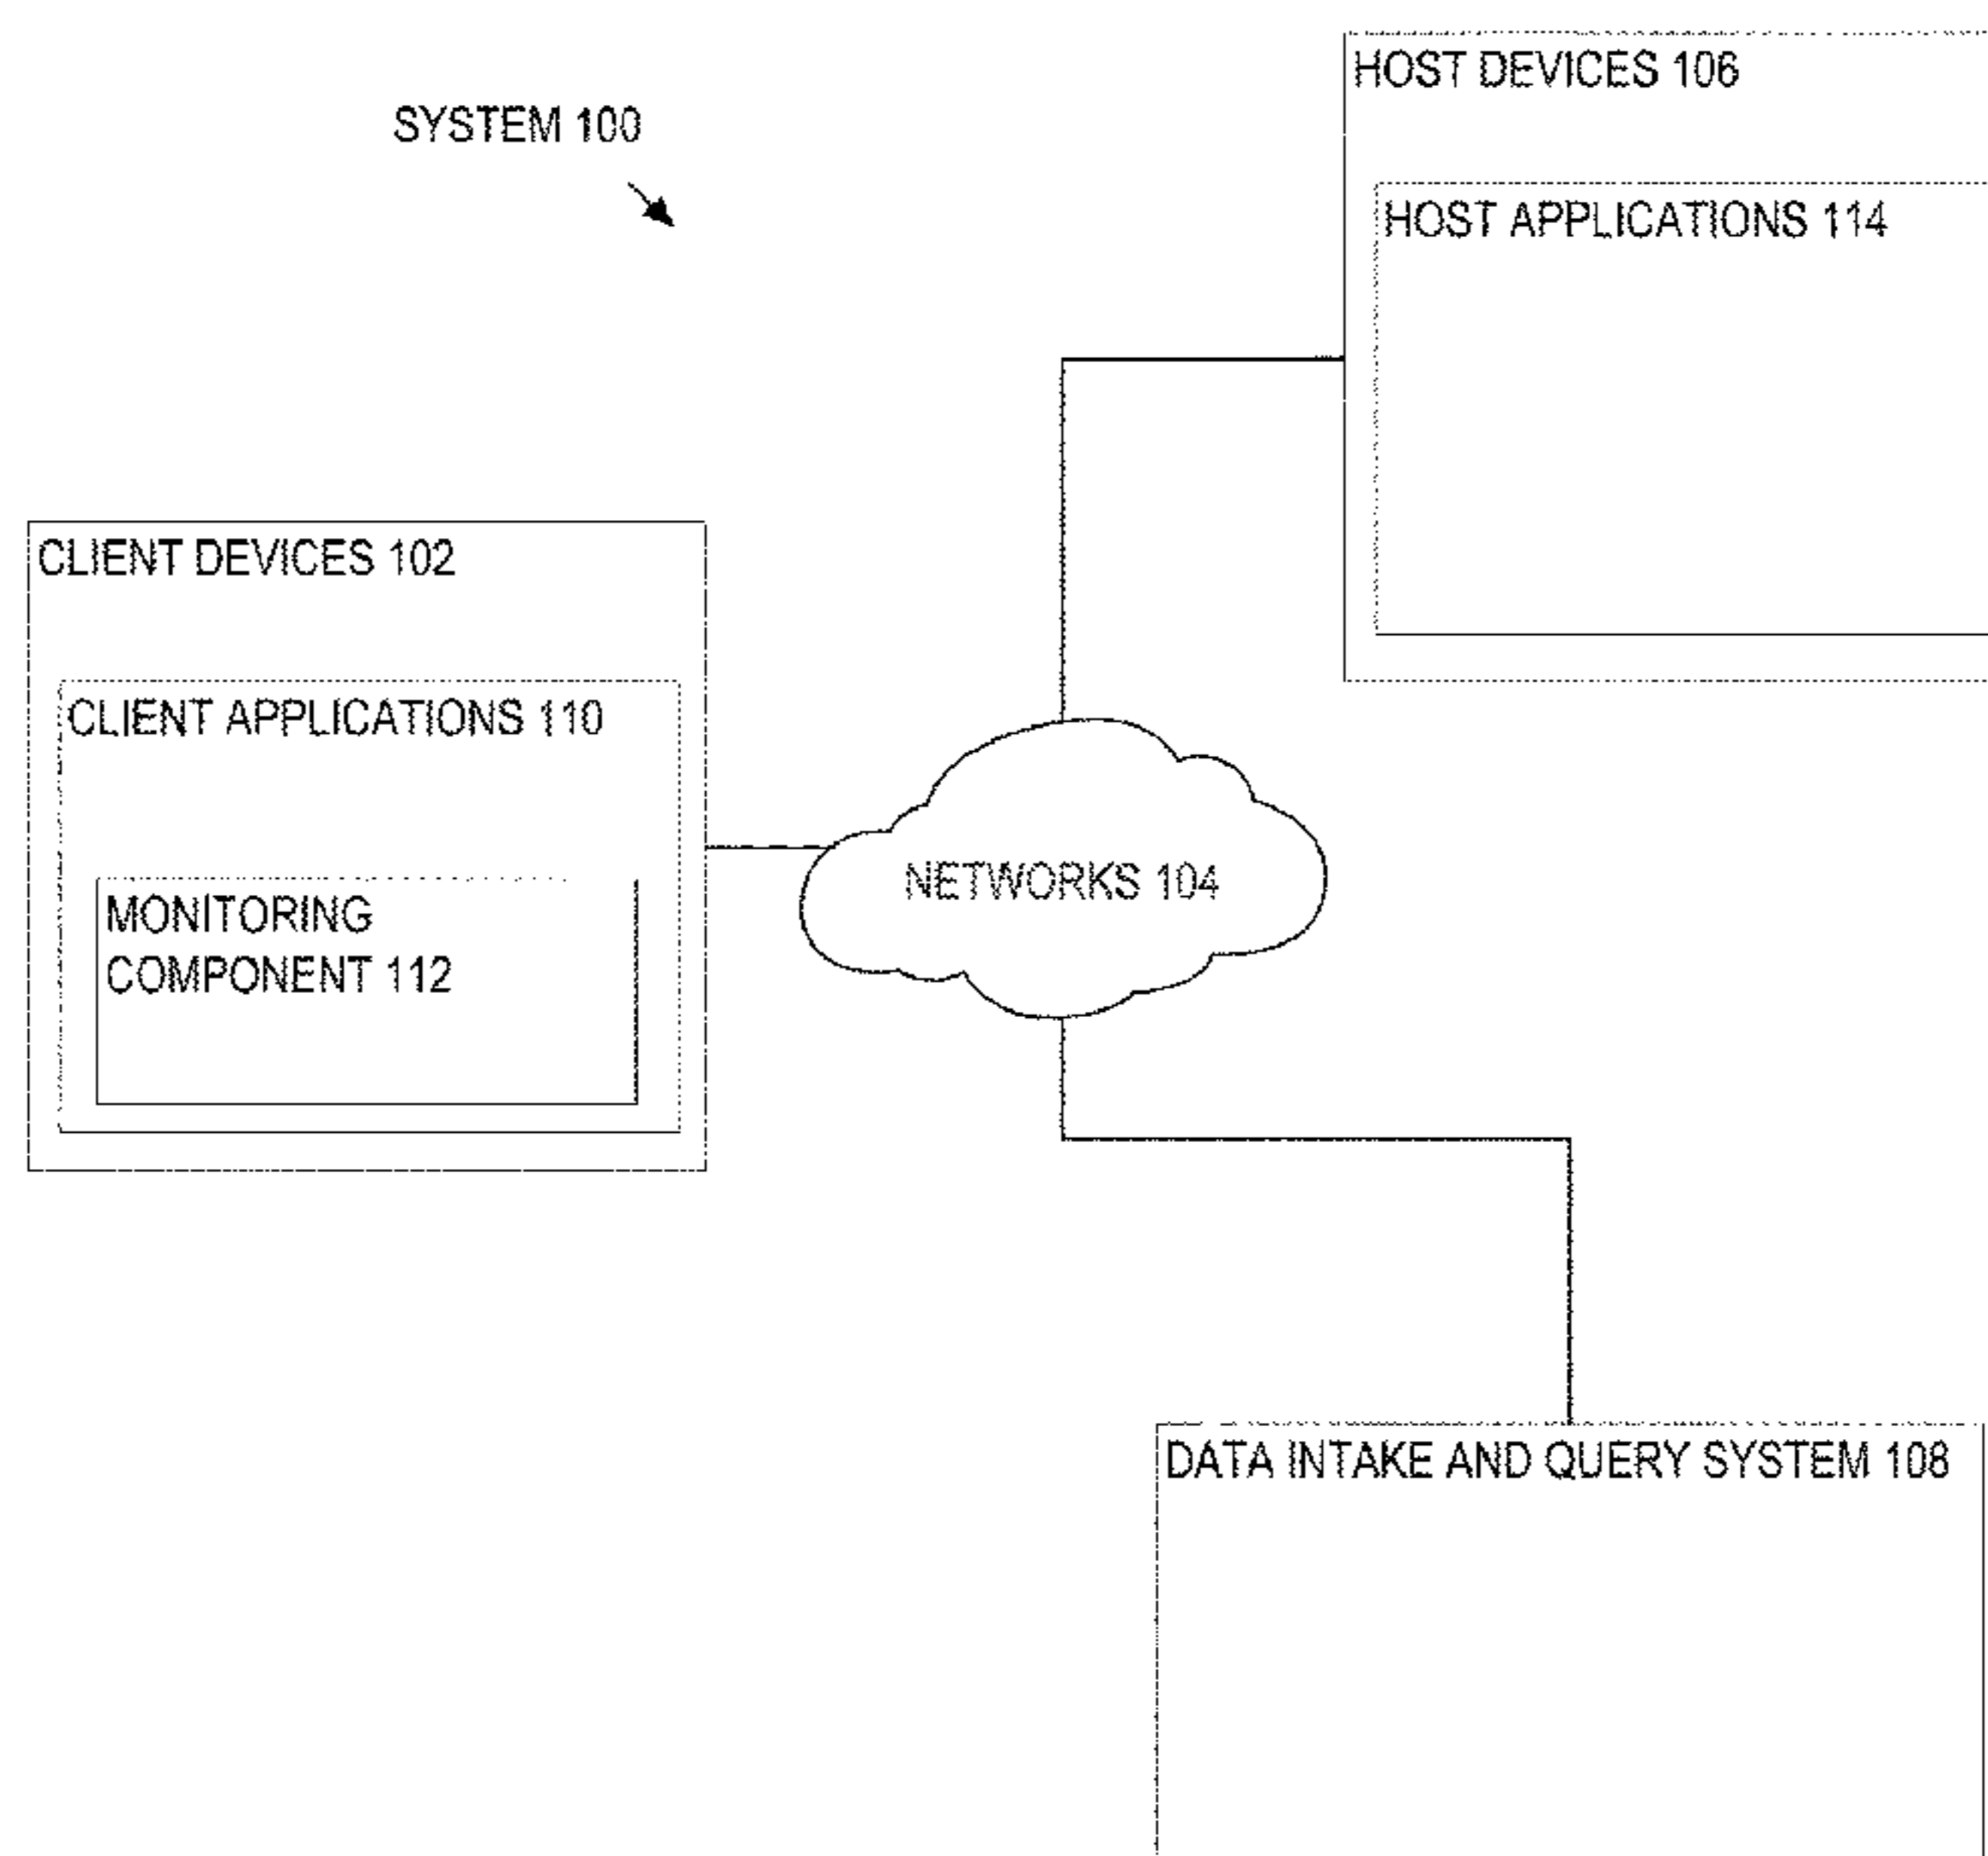 SYSTEM 100
HOST DEVICES 106
HOST APPLICATIONS 114
CLIENT DEVICES 102
CLIENT APPLICATIONS 110
MONITORING
COMPONENT 112
NETWORKS 104
DATA INTAKE AND QUERY SYSTEM 108